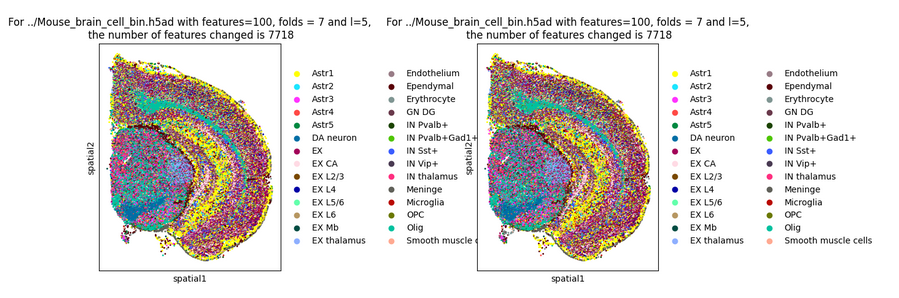 For ../Mouse_brain_cell_bin.h5ad with features=100, folds = 7 and l=5,
the number of features changed is 7718
spatial2
spatial1
Astr1
Astr2
Astr3
Astr4
Astr5
DA neuron
EX
EX CA
EX L2/3
EX L4
EX L5/6
EX L6
EX Mb
EX thalamus
Endothelium
Ependymal
Erythrocyte
GN DG
IN Pvalb+
IN Pvalb+Gad1+
IN Sst+
IN Vip+
IN thalamus
Meninge
Microglia
OPC
Olig
Smooth muscle c
For ../Mouse_brain_cell_bin.h5ad with features=100, folds = 7 and l=5,
the number of features changed is 7718
spatial2
spatial1
Astr1
Astr2
Astr3
Astr4
Astr5
DA neuron
EX
EX CA
EX L2/3
EX L4
EX L5/6
EX L6
EX Mb
EX thalamus
Endothelium
Ependymal
Erythrocyte
GN DG
IN Pvalb+
IN Pvalb+Gad1+
IN Sst+
IN Vip+
IN thalamus
Meninge
Microglia
OPC
Olig
Smooth muscle cells